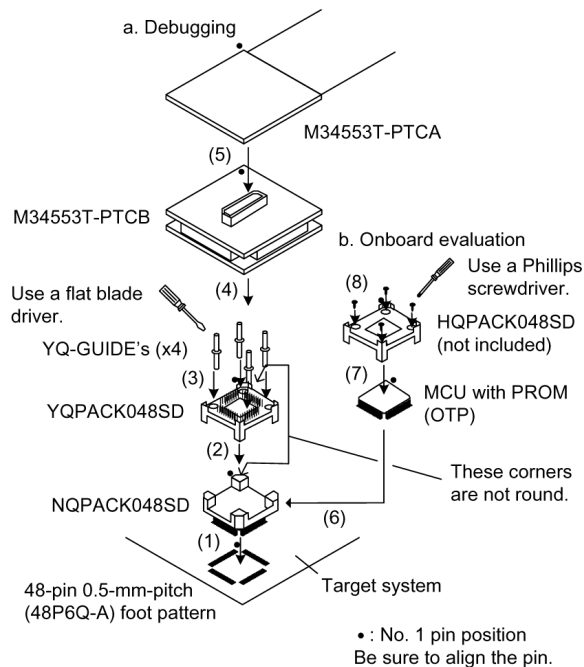 a. Debugging
M34553T-PTCA
(5)
M34553T-PTCB
b. Onboard evaluation
(4)
(8)
Use a Phillips
screwdriver.
Use a flat blade
driver.
HQPACK048SD
(not included)
YQ-GUIDE's (x4)
(3)
(7)
YQPACK048SD
MCU with PROM
(OTP)
(2)
These corners
are not round.
NQPACK048SD
(6)
(1)
48-pin 0.5-mm-pitch
(48P6Q-A) foot pattern
Target system
• : No. 1 pin position
Be sure to align the pin.